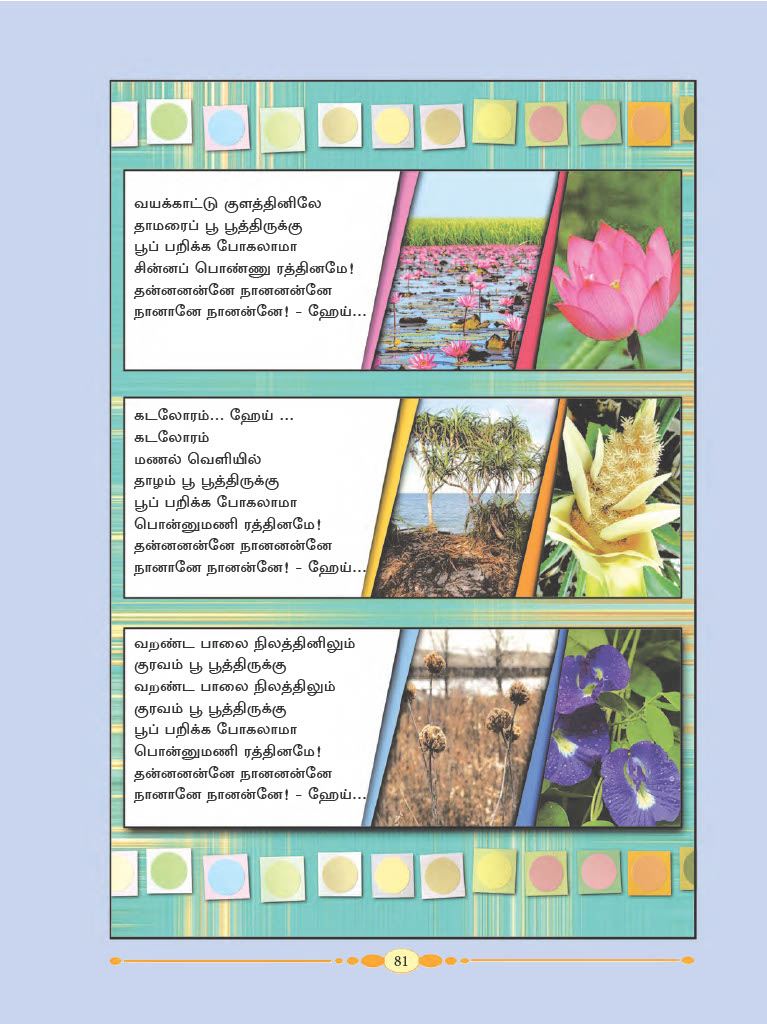 வயக்காட்டு குளத்தினிலே
தாமரைப் பூ பூத்திருக்கு
பூப் பறிக்க போகலாமா
சின்னப் பொண்ணு ரத்தினமே!
தன்னனன்னே நானனன்னே
நானானே நானன்னே! - ஹேய்...
கடலோரம்... ஹேய் ...
கடலோரம்
மணல் வெளியில்
தாழம் பூ பூத்திருக்கு
பூப் பறிக்க போகலாமா
பொன்னுமணி ரத்தினமே!
தன்னனன்னே நானனன்னே
நானானே நானன்னே! - ஹேய்...
வறண்ட பாலை நிலத்தினிலும்
குரவம் பூ பூத்திருக்கு
வறண்ட பாலை நிலத்திலும்
குரவம் பூ பூத்திருக்கு
பூப் பறிக்க போகலாமா
பொன்னுமணி ரத்தினமே!
தன்னனன்னே நானனன்னே
நானானே நானன்னே! - ஹேய்...
81